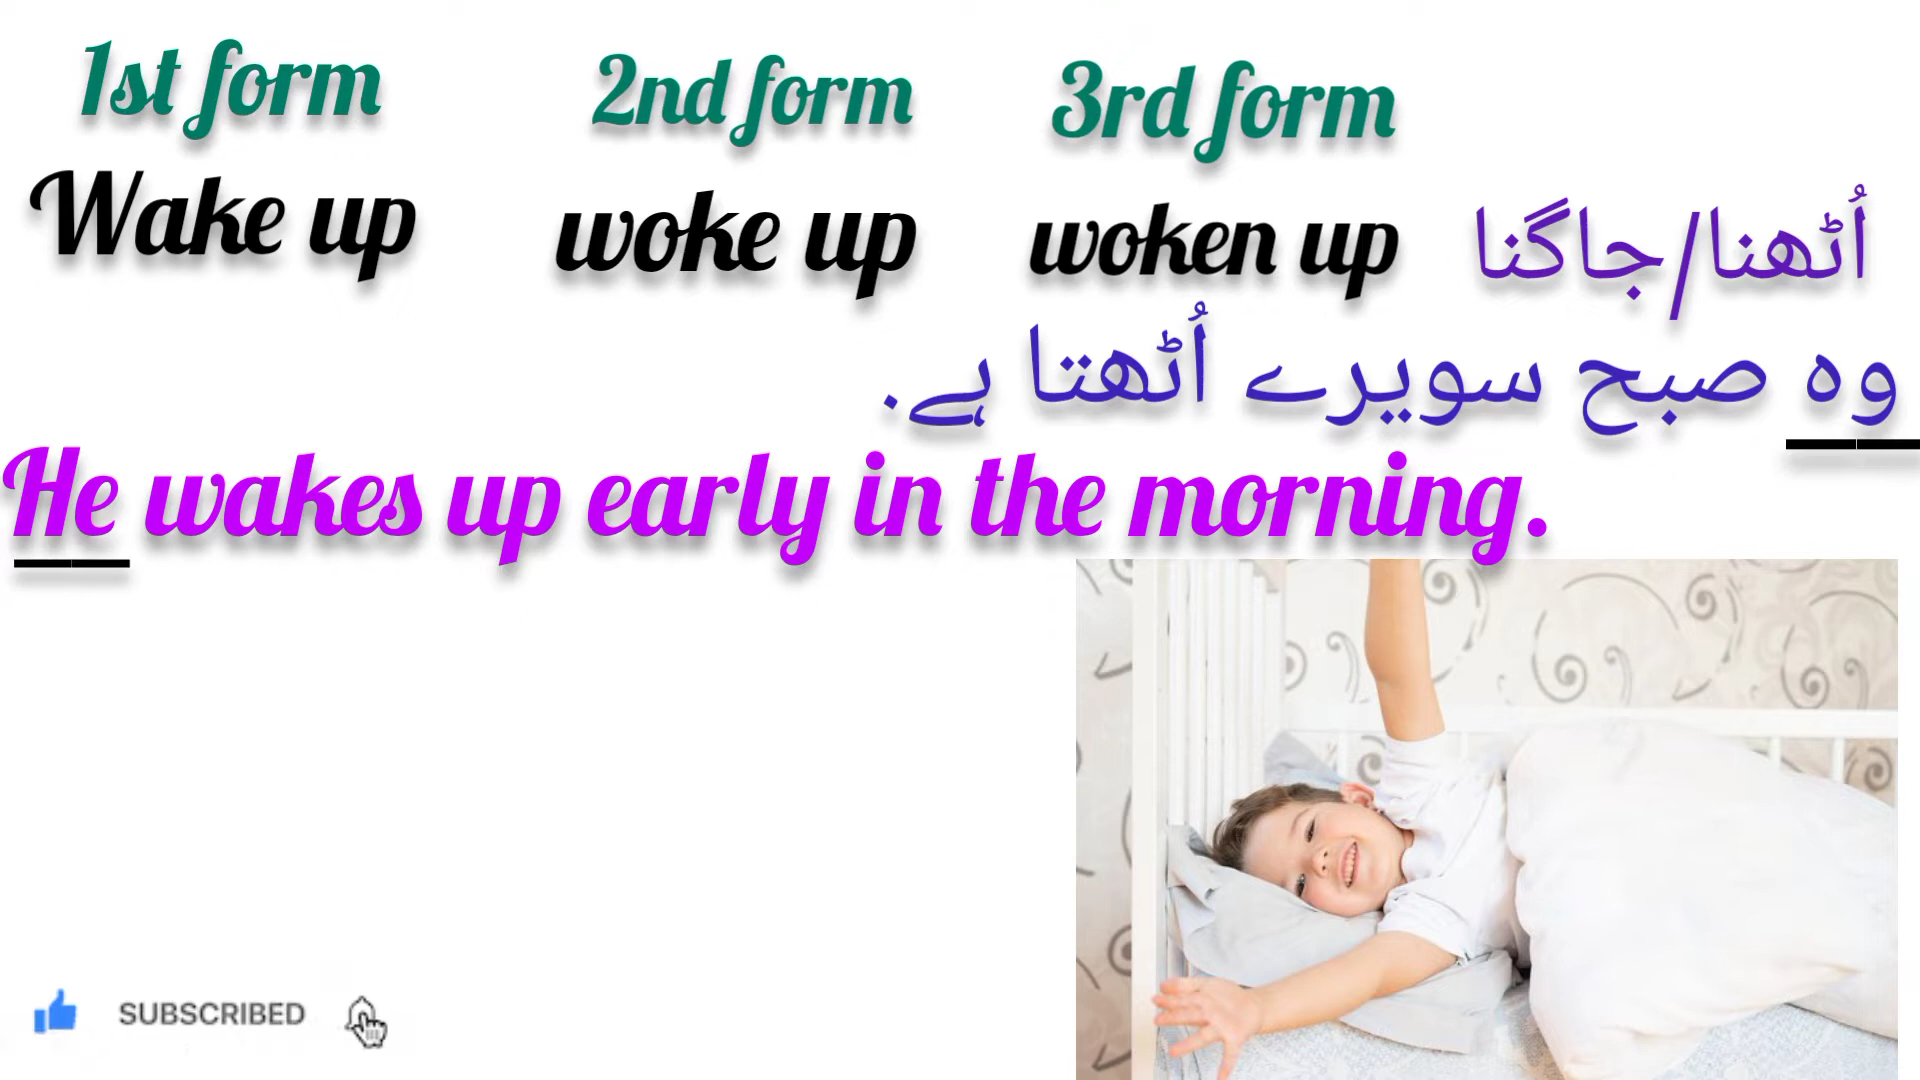 1st form 2nd form 3rd form
Wake up woke up woken up اُٹھنا/جاگنا
وہ صبح سویرے اُٹھتا ہے.
He wakes up early in the morning.
SUBSCRIBED